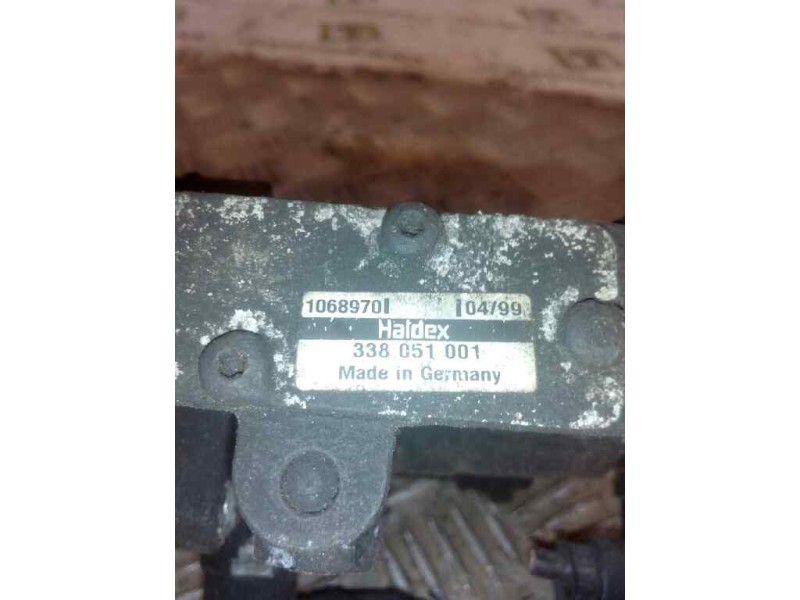 1068970 04/99
Haldex
338 051 001
Made in Germany